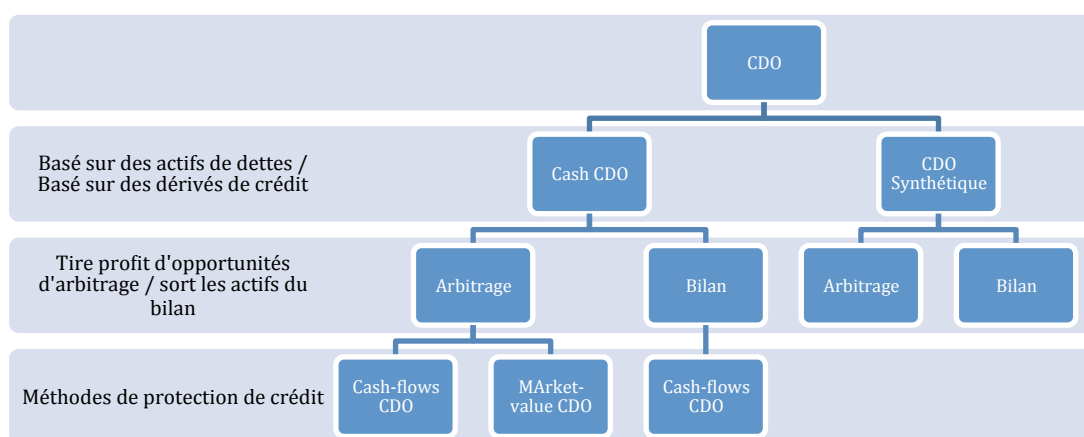 CDO
Basé sur des actifs de dettes /
Basé sur des dérivés de crédit
Cash CDO
CDO
Synthétique
Tire profit d'opportunités
d'arbitrage / sort les actifs du
bilan
Arbitrage
Bilan
Arbitrage
Bilan
Méthodes de protection de crédit
Cash-flows
CDO
MArket-
value CDO
Cash-flows
CDO